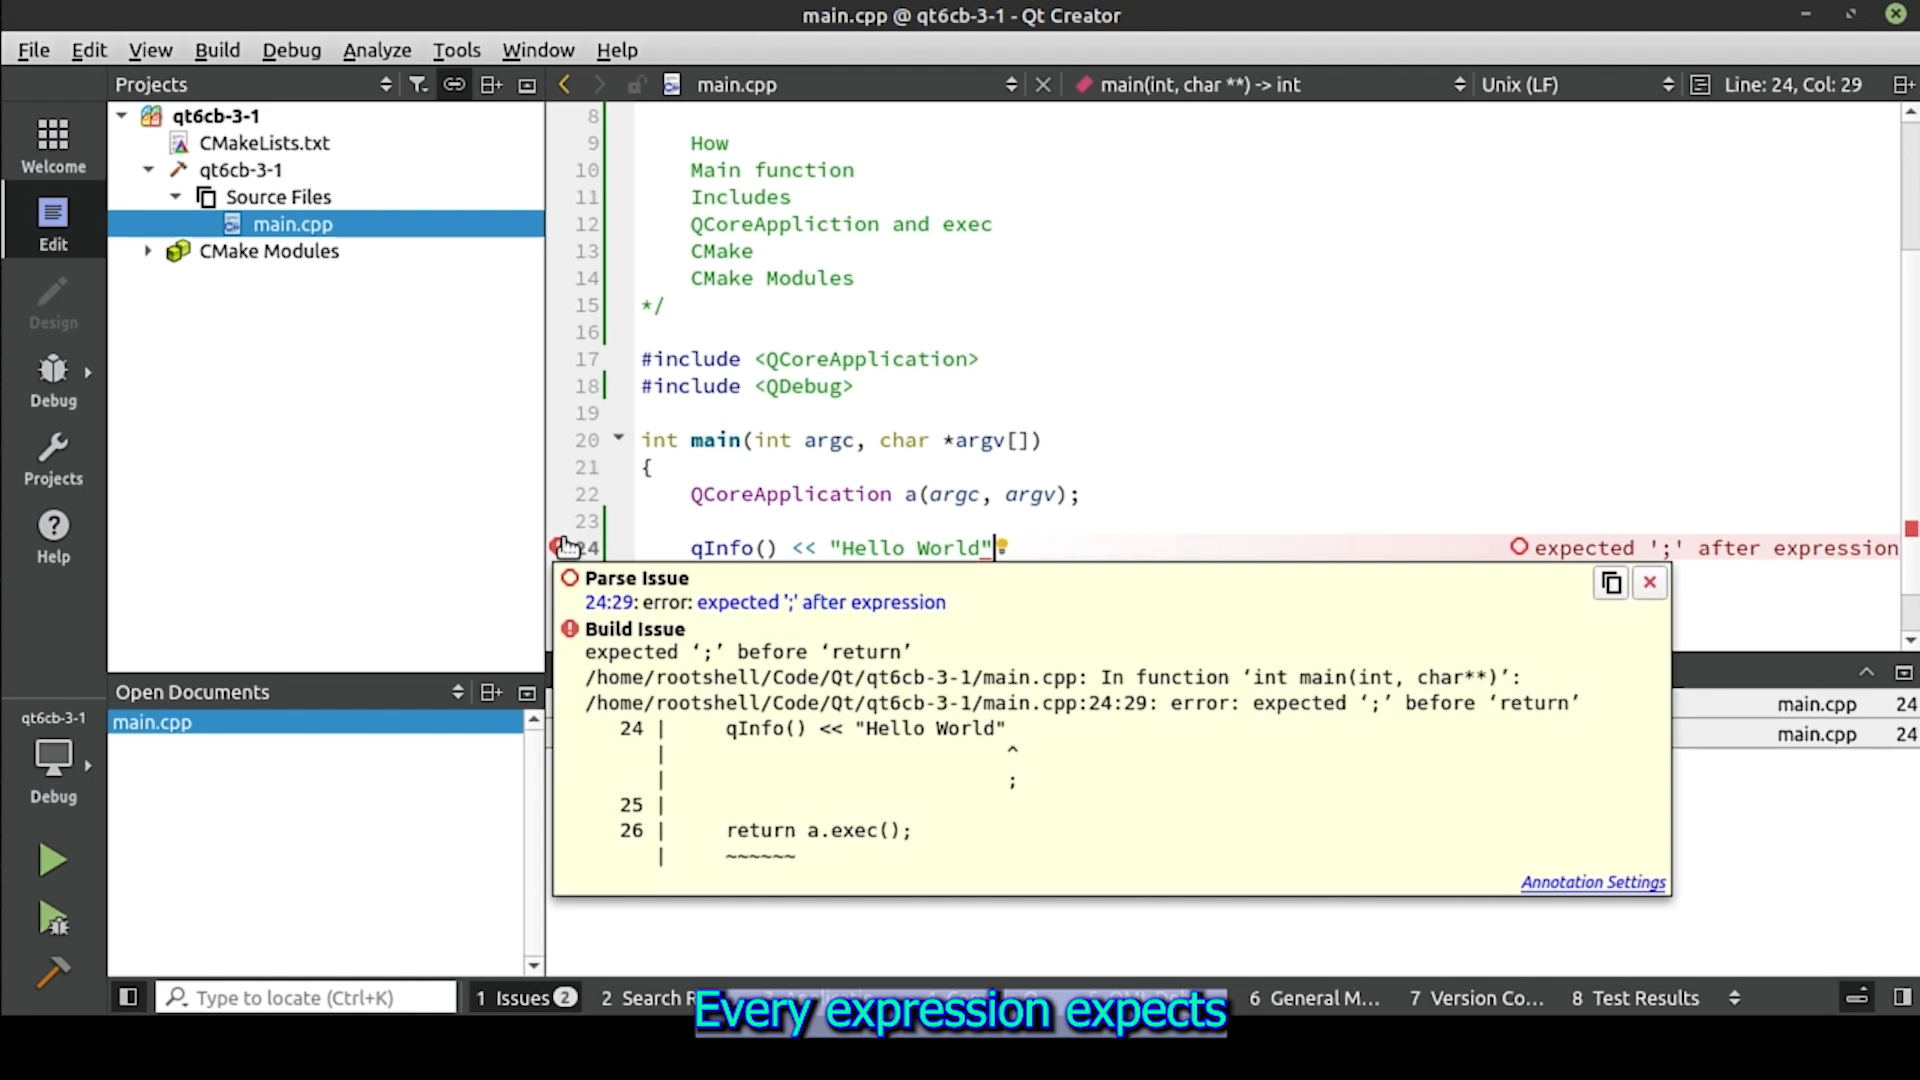 main.cpp @ qt6cb-3-1 - Qt Creator
File Edit View Build Debug Analyze Tools Window Help
Projects
main.cpp
main(int, char **) -> int
Unix (LF)
Line: 24, Col: 29
Welcome
Edit
Design
Debug
Projects
Help
qt6cb-3-1
CMakeLists.txt
qt6cb-3-1
Source Files
main.cpp
CMake Modules
8
9 How
10 Main function
11 Includes
12 QCoreAppliction and exec
13 CMake
14 CMake Modules
15 */
16
17 #include <QCoreApplication>
18 #include <QDebug>
19
20 int main(int argc, char *argv[])
21 {
22 QCoreApplication a(argc, argv);
23
24 qInfo() << "Hello World"
expected ';' after expression
Parse Issue
24:29: error: expected ';' after expression
Build Issue
expected ‘;’ before ‘return’
/home/rootshell/Code/Qt/qt6cb-3-1/main.cpp: In function ‘int main(int, char**)’:
/home/rootshell/Code/Qt/qt6cb-3-1/main.cpp:24:29: error: expected ‘;’ before ‘return’
24 | qInfo() << "Hello World"
| ^
| ;
25 |
26 | return a.exec();
| ~~~~~~
Annotation Settings
main.cpp 24
main.cpp 24
Open Documents
main.cpp
qt6cb-3-1
Debug
Type to locate (Ctrl+K)
1 Issues 2
2 Search R
6 General M...
7 Version Co...
8 Test Results
Every expression expects